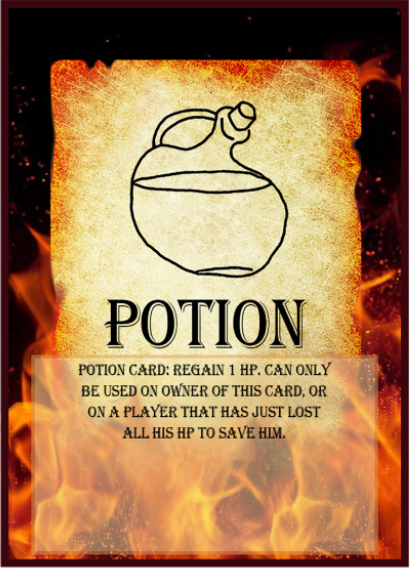 POTION
POTION CARD: REGAIN 1 HP. CAN ONLY
BE USED ON OWNER OF THIS CARD, OR
ON A PLAYER THAT HAS JUST LOST
ALL HIS HP TO SAVE HIM.